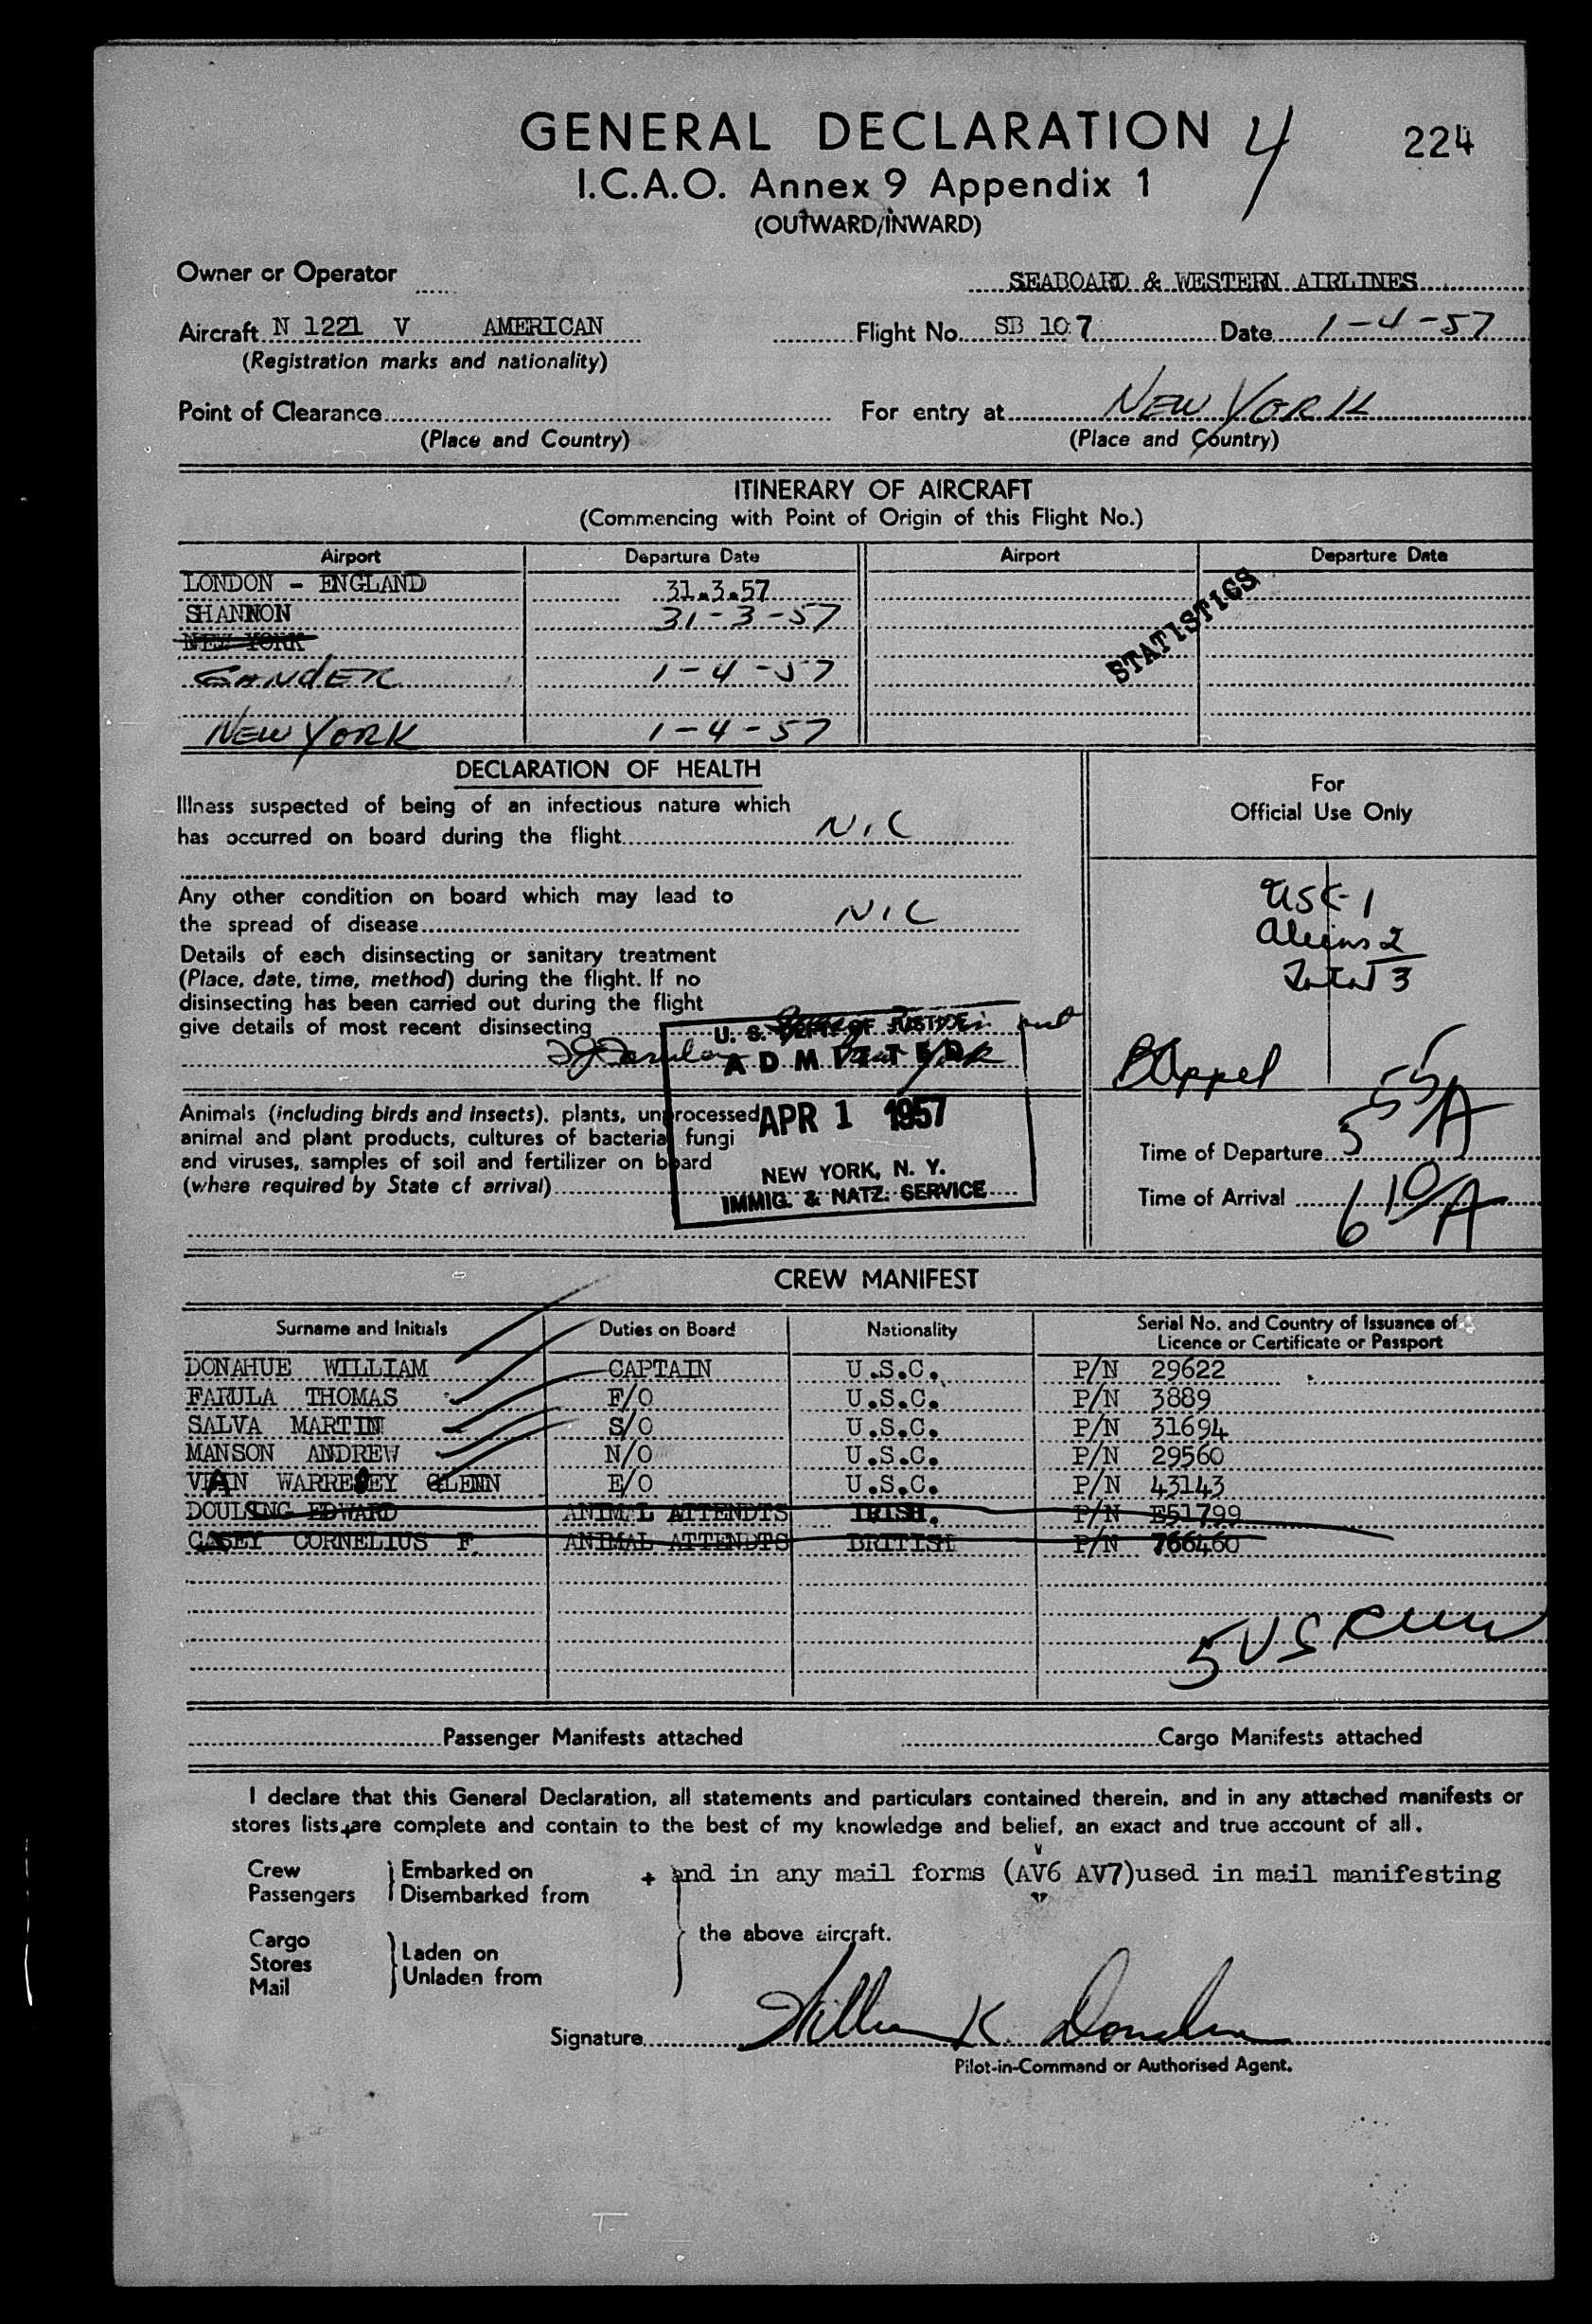 GENERAL DECLARATION 4 224
I.C.A.O. Annex 9 Appendix 1
(OUTWARD/INWARD)
Owner or Operator SEABOARD & WESTERN AIRLINES
Aircraft N 1221 V AMERICAN Flight No. SB 107 Date 1-4-57
(Registration marks and nationality)
Point of Clearance For entry at NEW YORK
(Place and Country) (Place and Country)
ITINERARY OF AIRCRAFT
(Commencing with Point of Origin of this Flight No.)
Airport Departure Date Airport Departure Date
LONDON - ENGLAND 31.3.57
SHANNON 31-3-57
NEW YORK
STATISTICS
GANDER 1-4-57
NEW YORK 1-4-57
DECLARATION OF HEALTH
For
Official Use Only
Illness suspected of being of an infectious nature which
has occurred on board during the flight NIL
Any other condition on board which may lead to
the spread of disease NIL
USC-1
Aliens 2
Total 3
Details of each disinsecting or sanitary treatment
(Place, date, time, method) during the flight. If no
disinsecting has been carried out during the flight
give details of most recent disinsecting
U. S. DEPT. OF JUSTICE
ADMITTED
APR 1 1957
NEW YORK, N. Y.
IMMIG. & NATZ. SERVICE
BAppel
Animals (including birds and insects), plants, unprocessed
animal and plant products, cultures of bacteria, fungi
and viruses, samples of soil and fertilizer on board
(where required by State of arrival)
Time of Departure 5 55/A
Time of Arrival 6 10/A
CREW MANIFEST
Surname and Initials Duties on Board Nationality Serial No. and Country of Issuance of
Licence or Certificate or Passport
DONAHUE WILLIAM CAPTAIN U.S.C. P/N 29622
FARULA THOMAS F/O U.S.C. P/N 3889
SALVA MARTIN S/O U.S.C. P/N 31694
MANSON ANDREW N/O U.S.C. P/N 29560
VAN GLENN E/O U.S.C. P/N 43143
EDWARD ANIMAL ATTENDTS IRISH. P/N E51799
CASEY CORNELIUS F. ANIMAL ATTENDTS BRITISH P/N 766460
5 US Crew
Passenger Manifests attached Cargo Manifests attached
I declare that this General Declaration, all statements and particulars contained therein, and in any attached manifests or
stores lists + are complete and contain to the best of my knowledge and belief, an exact and true account of all.
Crew Embarked on + and in any mail forms (AV6 AV7)used in mail manifesting
Passengers Disembarked from
the above aircraft.
Cargo
Stores Laden on
Mail Unladen from
Signature William K. Donahue
Pilot-in-Command or Authorised Agent.